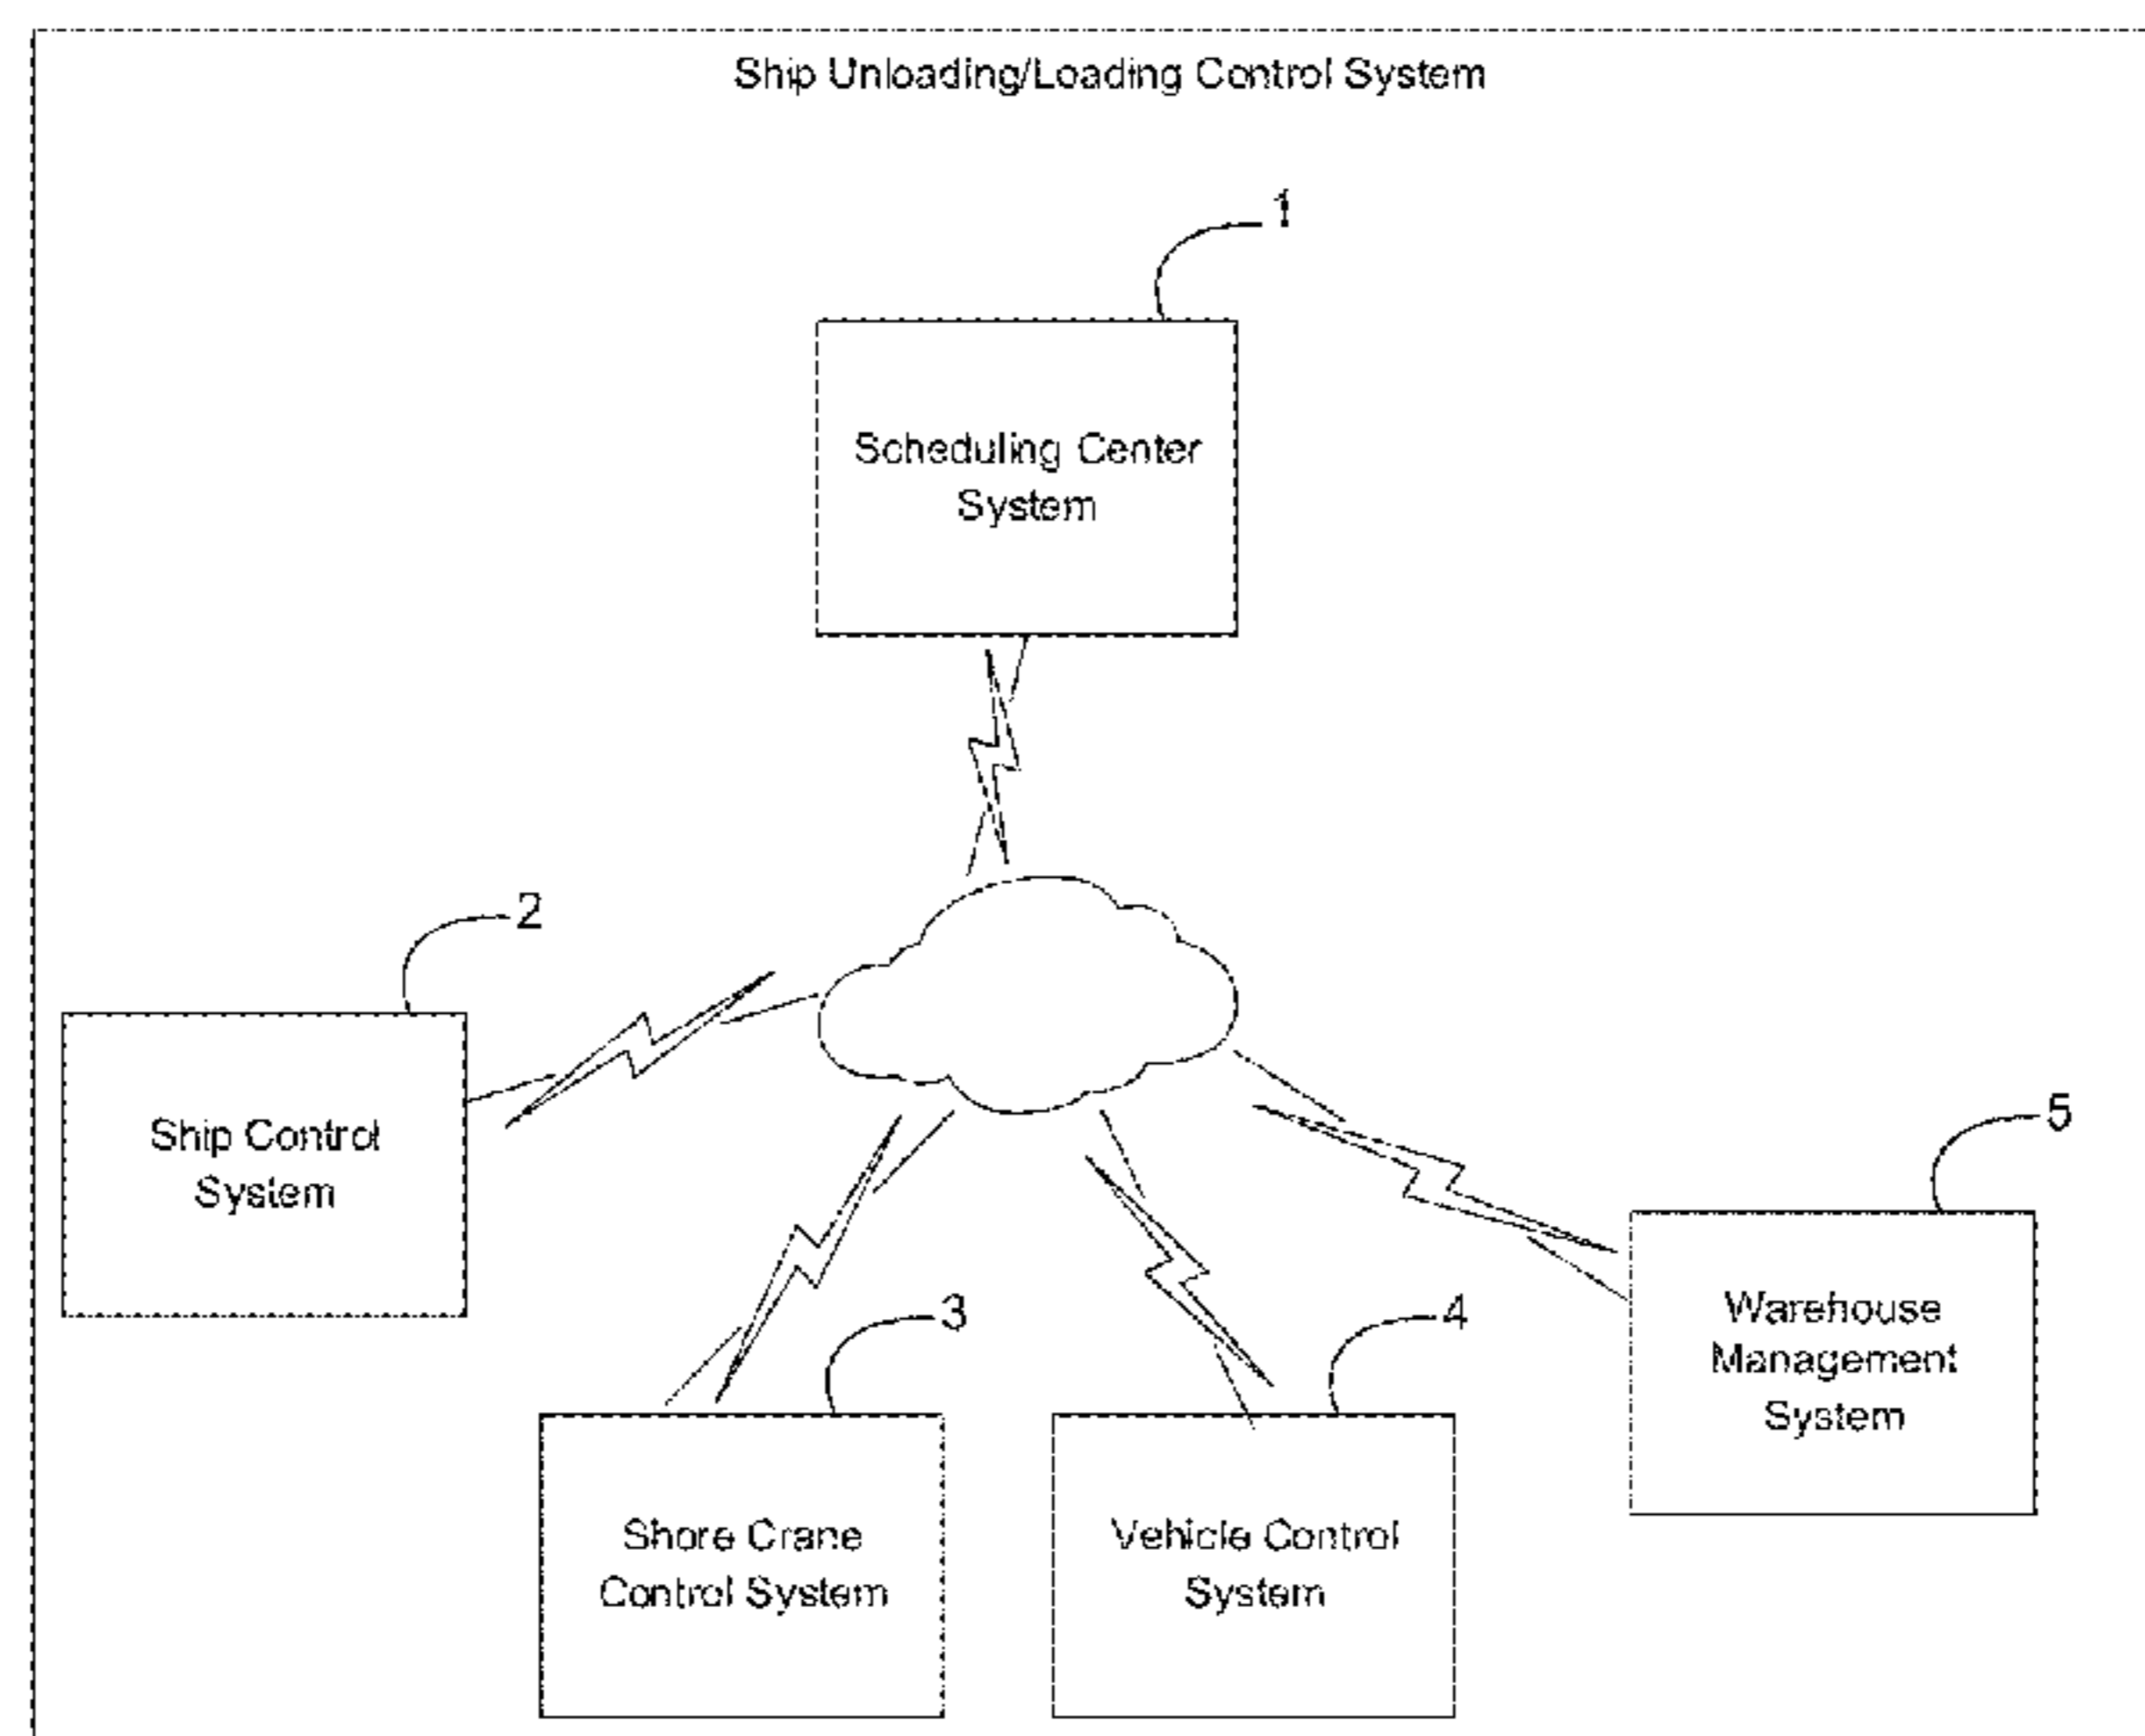 Ship Unloading/Loading Control System
1
Scheduling Center
System
2
Ship Control
System
3
Shore Crane
Control System
4
Vehicle Control
System
5
Warehouse
Management
System